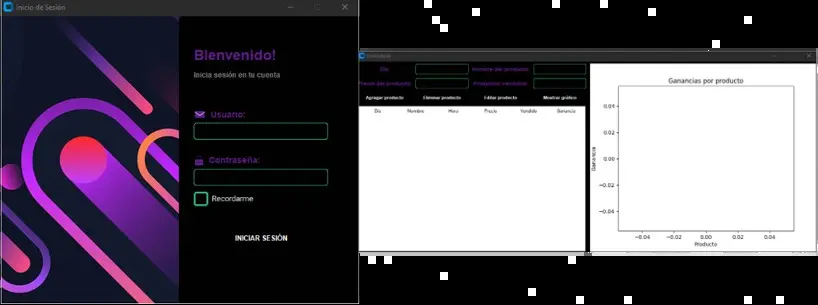 Inicio de Sesión
Bienvenido!
Inicia sesión en tu cuenta
Usuario:
Contraseña:
Recordarme
INICIAR SESIÓN
Día Nombre del producto
Precio del producto Productos vendidos
Agregar producto Eliminar producto Editar producto Mostrar gráfico
Día Nombre Hora Precio Vendido Ganancia
Ganancias por producto
Ganancia
0.04
0.02
0.00
−0.02
−0.04
−0.04 −0.02 0.00 0.02 0.04
Producto